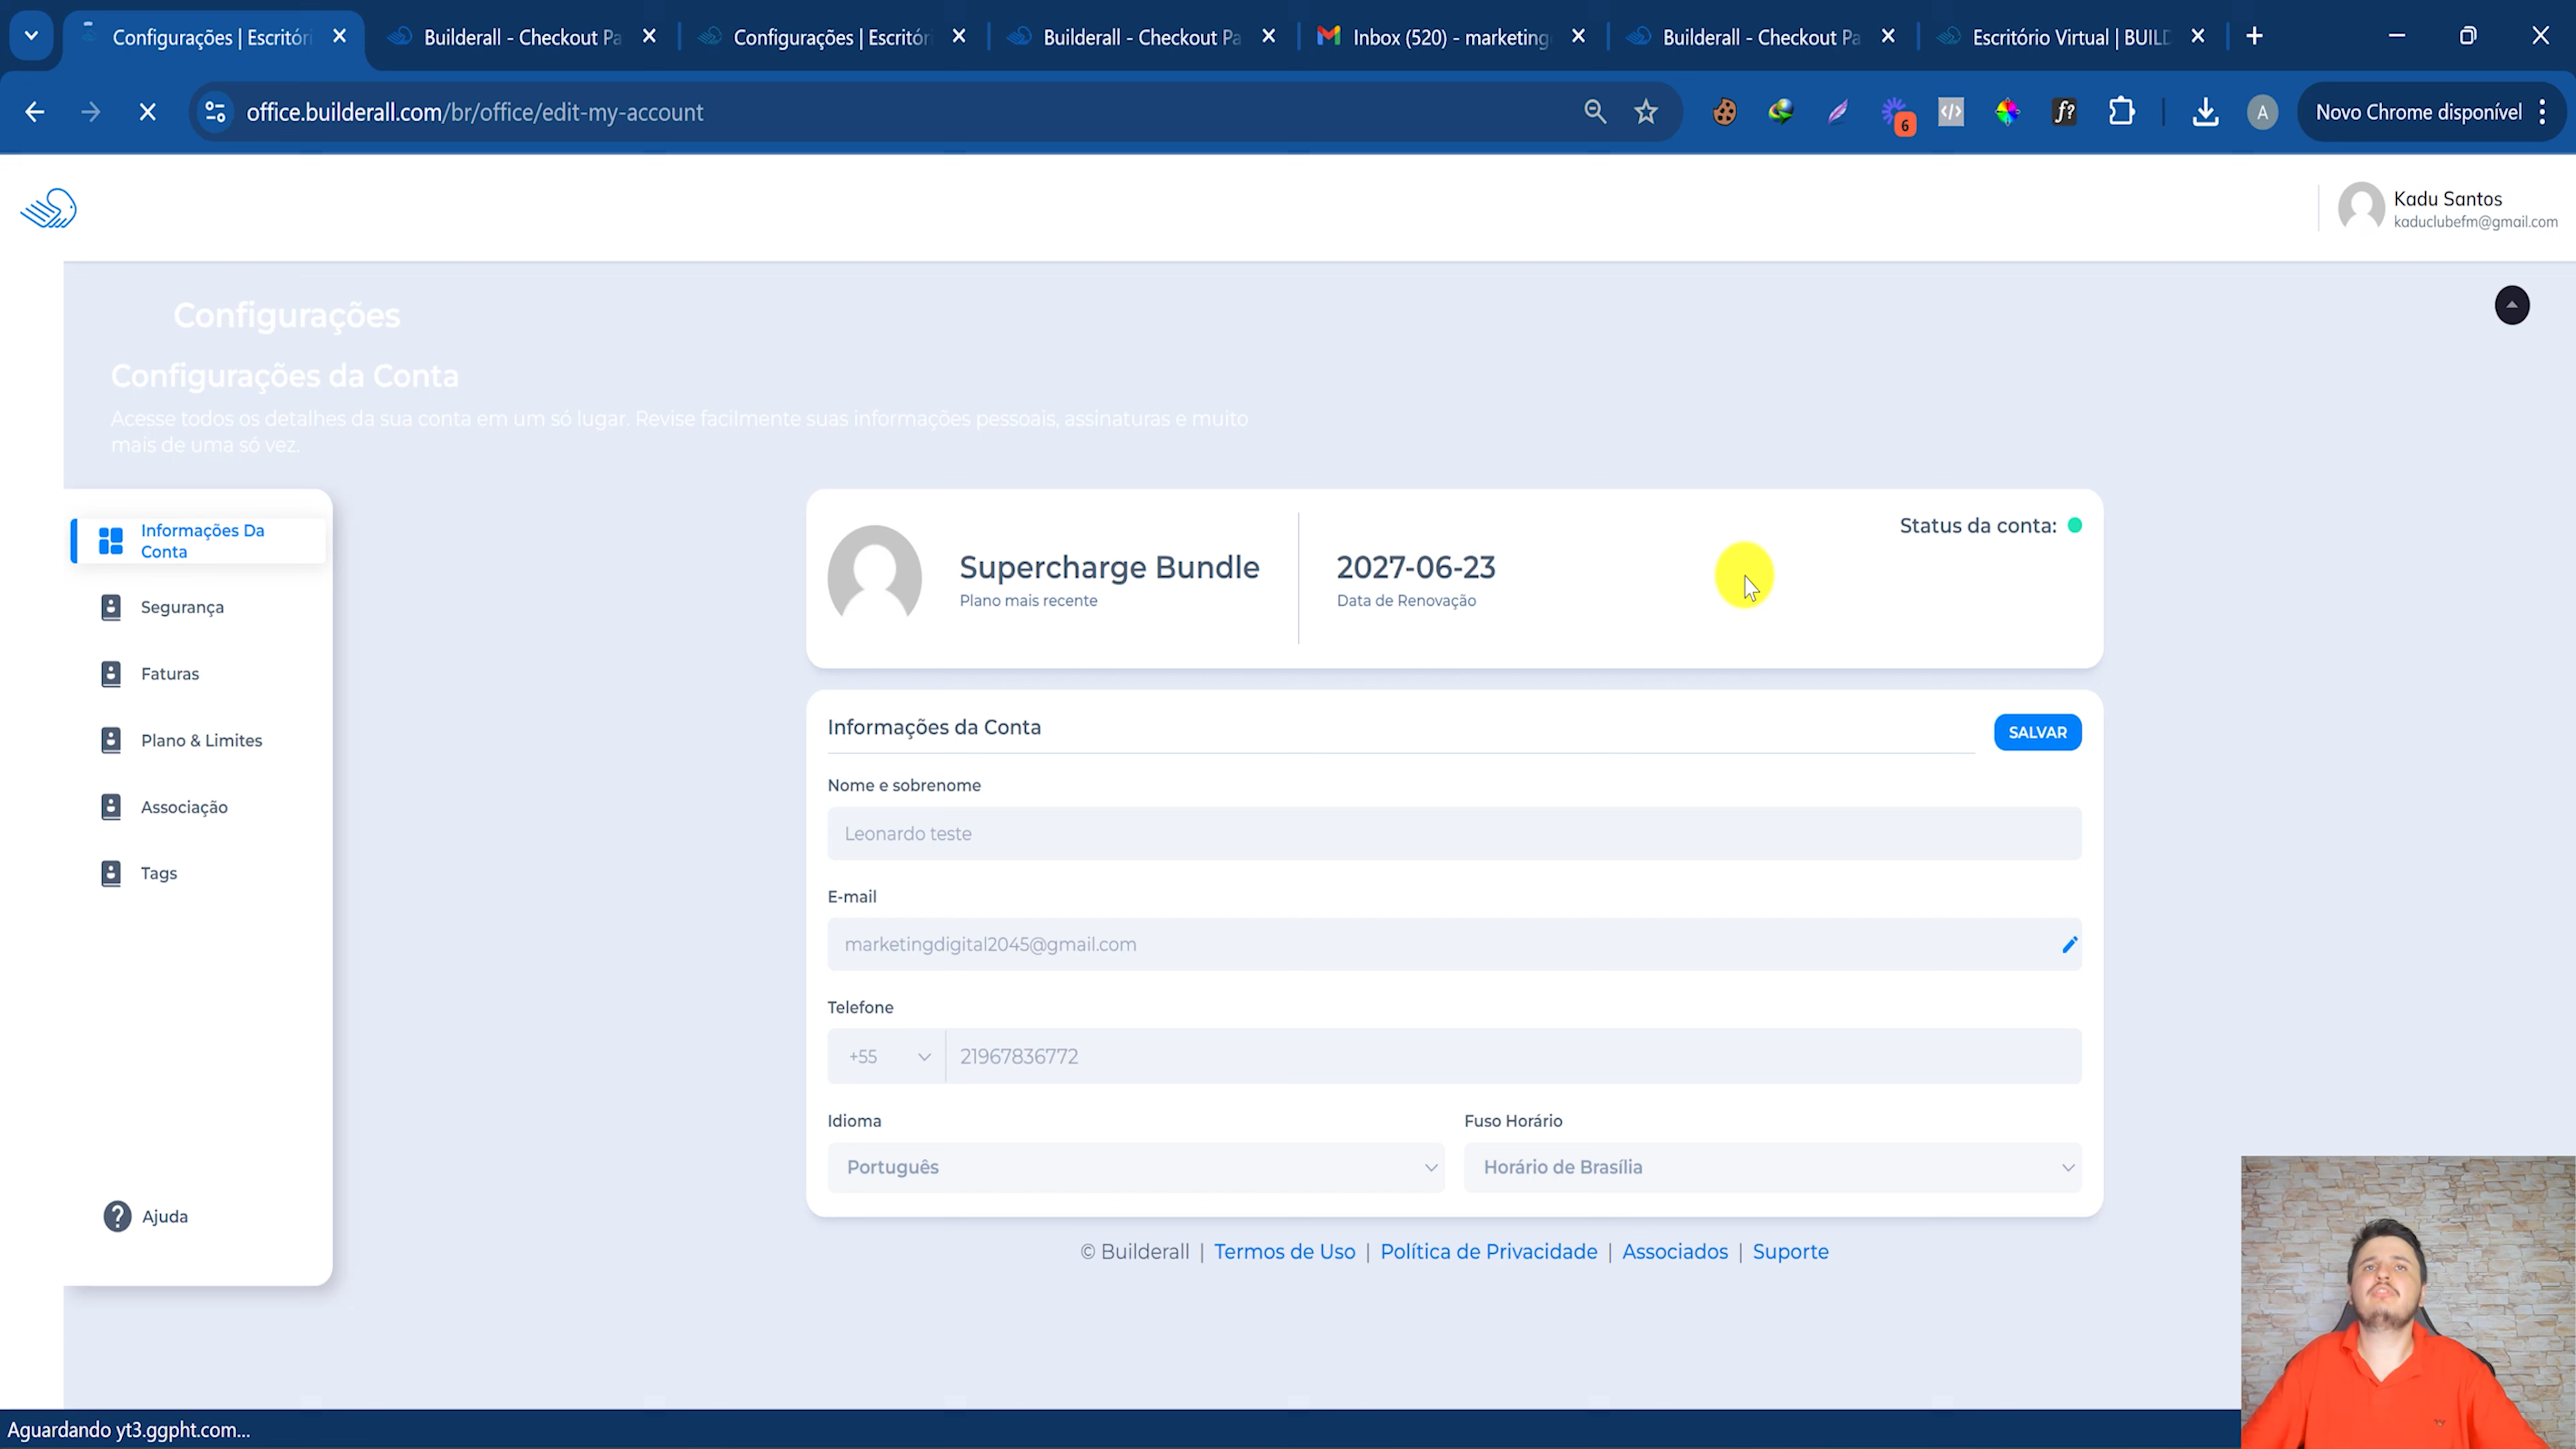 Configurações | Escritóri
Builderall - Checkout Pa
Configurações | Escritóri
Builderall - Checkout Pa
Inbox (520) - marketing
Builderall - Checkout Pa
Escritório Virtual | BUILD
office.builderall.com/br/office/edit-my-account
6
f?
A
Novo Chrome disponível
Kadu Santos
kaduclubefm@gmail.com
Configurações
Configurações da Conta
Acesse todos os detalhes da sua conta em um só lugar. Revise facilmente suas informações pessoais, assinaturas e muito
mais de uma só vez.
Informações Da
Conta
Segurança
Faturas
Plano & Limites
Associação
Tags
Ajuda
Supercharge Bundle
Plano mais recente
2027-06-23
Data de Renovação
Status da conta:
Informações da Conta
SALVAR
Nome e sobrenome
Leonardo teste
E-mail
marketingdigital2045@gmail.com
Telefone
+55
21967836772
Idioma
Português
Fuso Horário
Horário de Brasília
© Builderall | Termos de Uso | Política de Privacidade | Associados | Suporte
Aguardando yt3.ggpht.com...